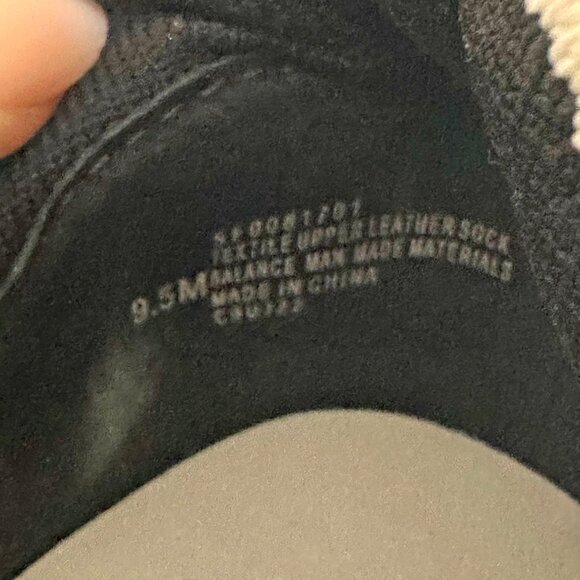 9.5M
TEXTILE UPPER LEATHER SOCK
BALANCE MAN MADE MATERIALS
MADE IN CHINA